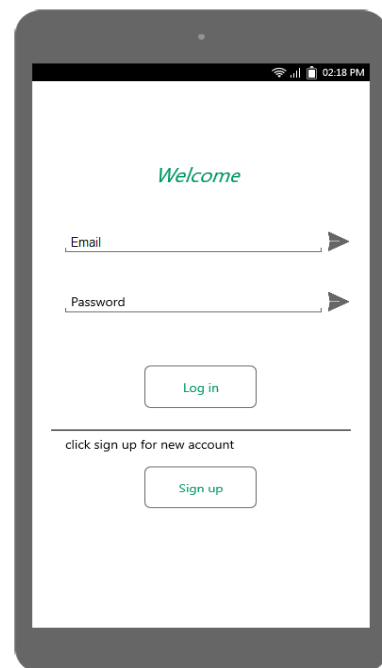 02:18 PM
Welcome
Email
Password
Log in
click sign up for new account
Sign up